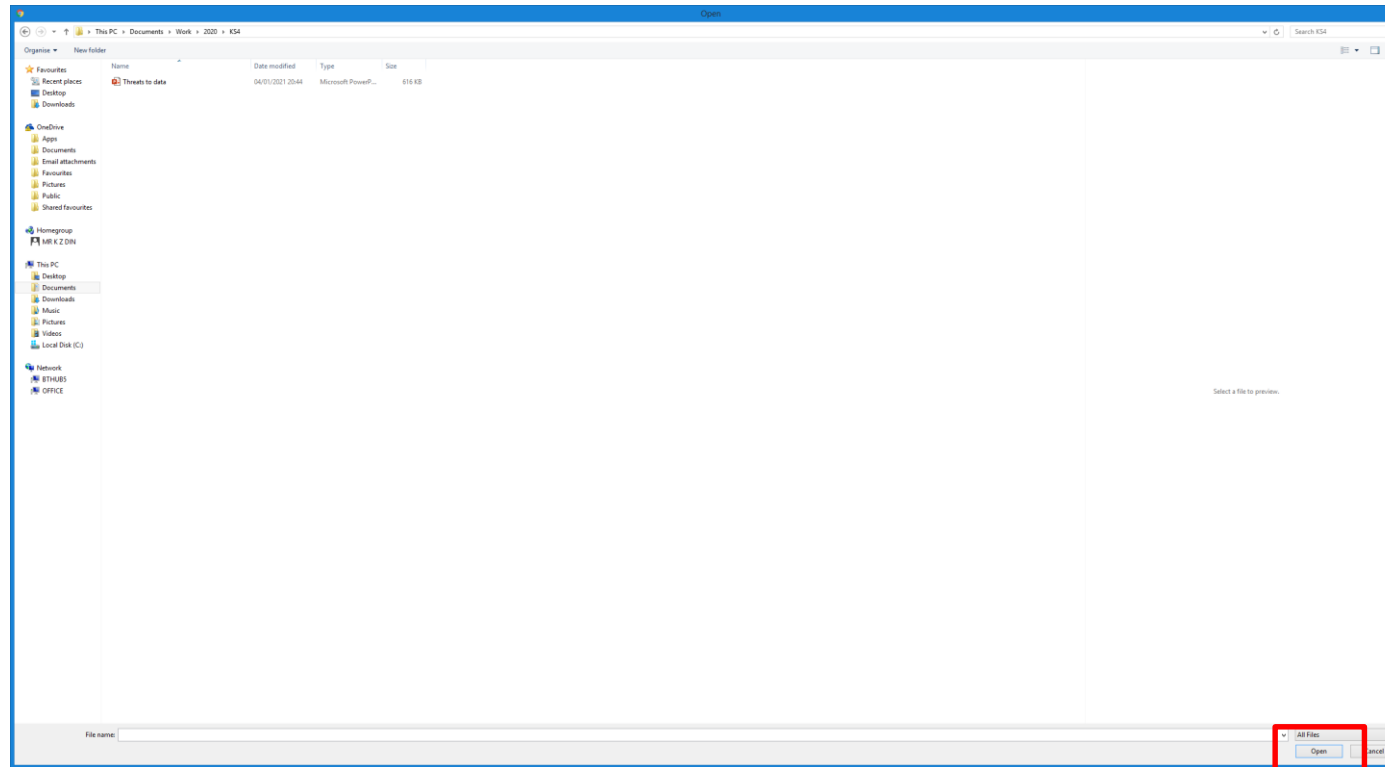 Open
This PC Documents Work 2020 KS4
Search KS4
Organise New folder
Name Date modified Type Size
Threats to data 04/01/2021 20:44 Microsoft PowerP... 616 KB
Favourites
Recent places
Desktop
Downloads
OneDrive
Apps
Documents
Email attachments
Favourites
Pictures
Public
Shared favourites
Homegroup
MR K Z DIN
This PC
Desktop
Documents
Downloads
Music
Pictures
Videos
Local Disk (C:)
Network
BTHUB5
OFFICE
Select a file to preview.
File name:
All Files
Open
ancel